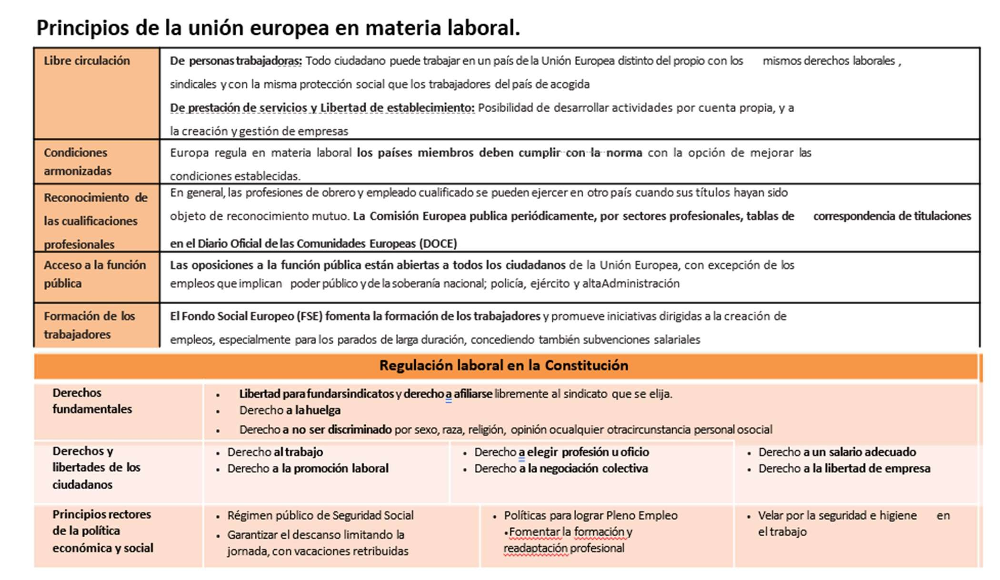 Principios de la unión europea en materia laboral.
Libre circulación
De personas trabajadoras: Todo ciudadano puede trabajar en un país de la Unión Europea distinto del propio con los mismos derechos laborales ,
sindicales y con la misma protección social que los trabajadores del país de acogida
De prestación de servicios y Libertad de establecimiento: Posibilidad de desarrollar actividades por cuenta propia, y a
la creación y gestión de empresas
Condiciones
armonizadas
Europa regula en materia laboral los países miembros deben cumplir con la norma con la opción de mejorar las
condiciones establecidas.
Reconocimiento de
las cualificaciones
profesionales
En general, las profesiones de obrero y empleado cualificado se pueden ejercer en otro país cuando sus títulos hayan sido
objeto de reconocimiento mutuo. La Comisión Europea publica periódicamente, por sectores profesionales, tablas de correspondencia de titulaciones
en el Diario Oficial de las Comunidades Europeas (DOCE)
Acceso a la función
pública
Las oposiciones a la función pública están abiertas a todos los ciudadanos de la Unión Europea, con excepción de los
empleos que implican poder público y de la soberanía nacional; policía, ejército y altaAdministración
Formación de los
trabajadores
El Fondo Social Europeo (FSE) fomenta la formación de los trabajadores y promueve iniciativas dirigidas a la creación de
empleos, especialmente para los parados de larga duración, concediendo también subvenciones salariales
Regulación laboral en la Constitución
Derechos
fundamentales
• Libertad para fundarsindicatos y derecho a afiliarse libremente al sindicato que se elija.
• Derecho a la huelga
• Derecho a no ser discriminado por sexo, raza, religión, opinión ocualquier otracircunstancia personal osocial
Derechos y
libertades de los
ciudadanos
• Derecho al trabajo
• Derecho a la promoción laboral
• Derecho a elegir profesión u oficio
• Derecho a la negociación colectiva
• Derecho a un salario adecuado
• Derecho a la libertad de empresa
Principios rectores
de la política
económica y social
• Régimen público de Seguridad Social
• Garantizar el descanso limitando la
jornada, con vacaciones retribuidas
• Políticas para lograr Pleno Empleo
•Fomentar la formación y
readaptación profesional
• Velar por la seguridad e higiene en
el trabajo